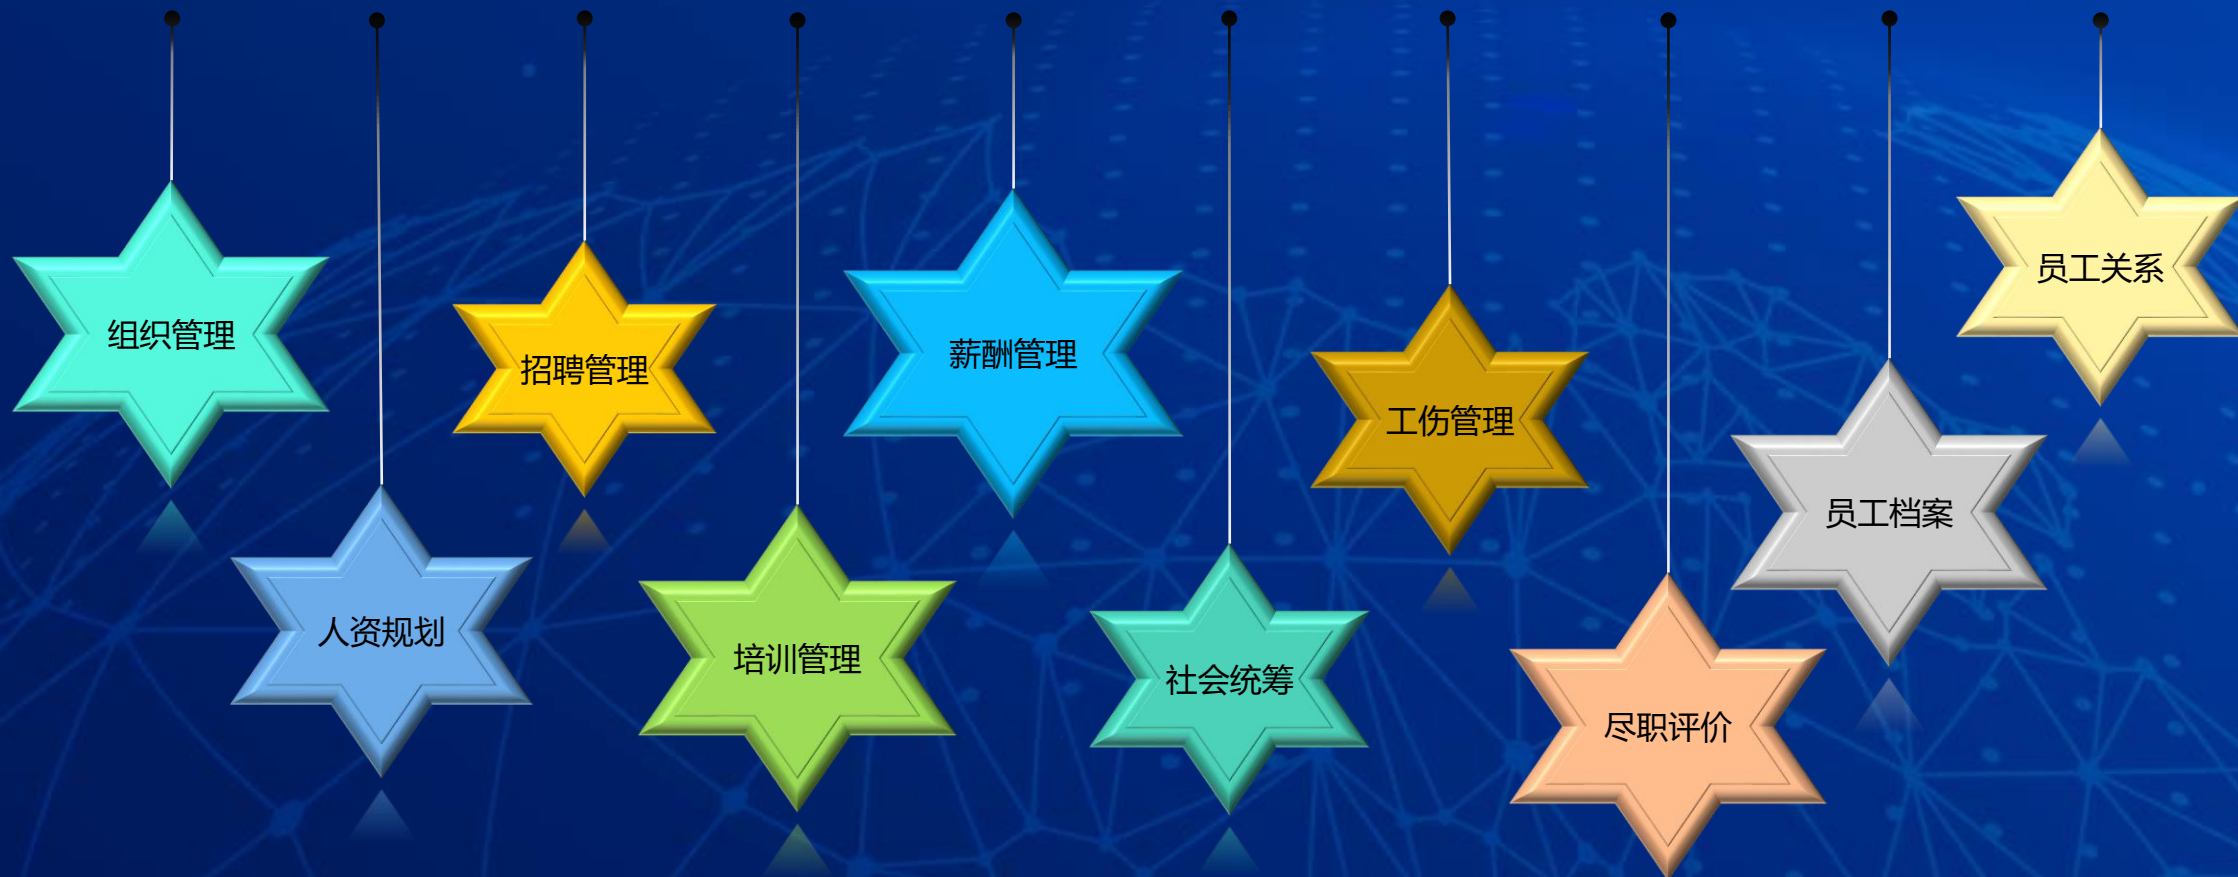 组织管理
人资规划
招聘管理
培训管理
薪酬管理
社会统筹
工伤管理
尽职评价
员工档案
员工关系